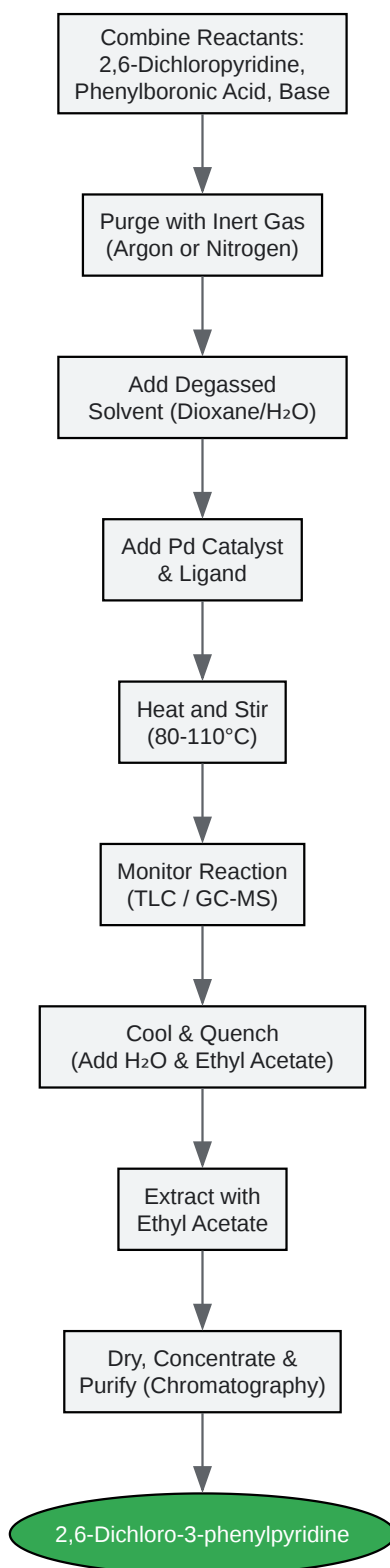 Combine Reactants:
2,6-Dichloropyridine,
Phenylboronic Acid, Base
Purge with Inert Gas
(Argon or Nitrogen)
Add Degassed
Solvent (Dioxane/H₂O)
Add Pd Catalyst
& Ligand
Heat and Stir
(80-110°C)
Monitor Reaction
(TLC / GC-MS)
Cool & Quench
(Add H₂O & Ethyl Acetate)
Extract with
Ethyl Acetate
Dry, Concentrate &
Purify (Chromatography)
2,6-Dichloro-3-phenylpyridine